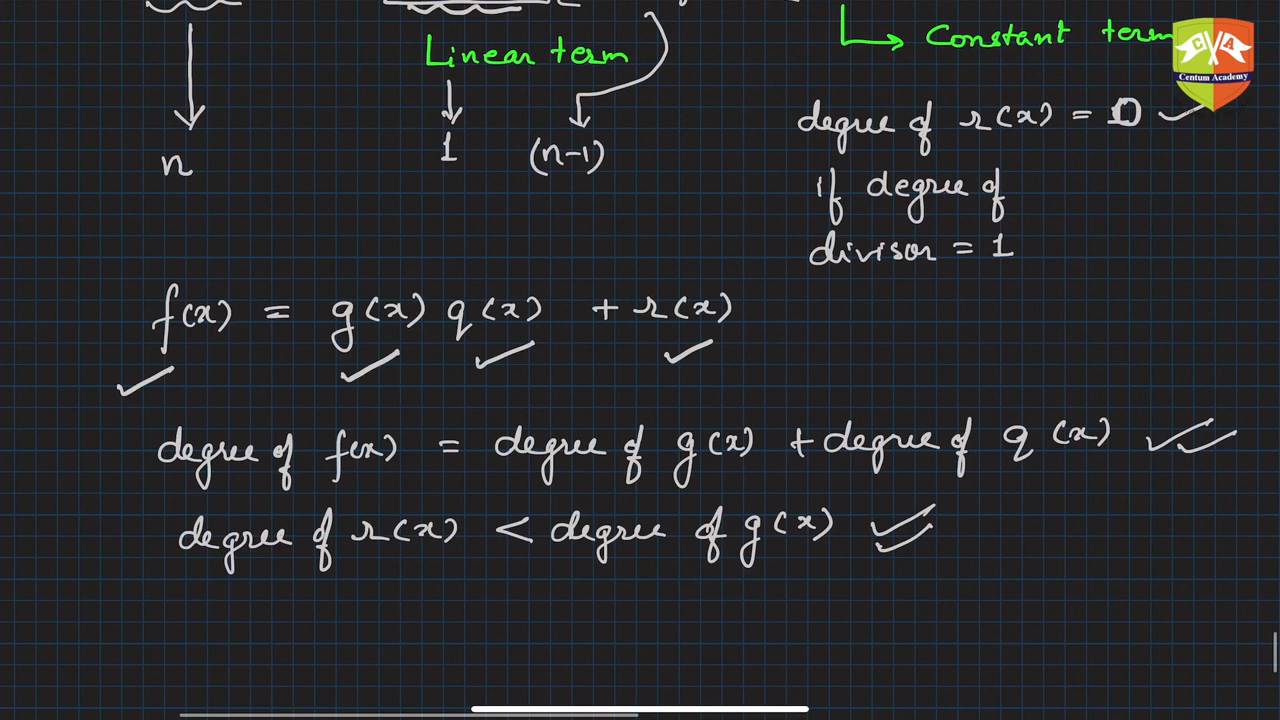 Linear term
Constant term
CA
Centum Academy
n
1
(n-1)
degree of r(x) = 0
if degree of
divisor = 1
f(x) = g(x) q(x) + r(x)
degree of f(x) = degree of g(x) + degree of q(x)
degree of r(x) < degree of g(x)